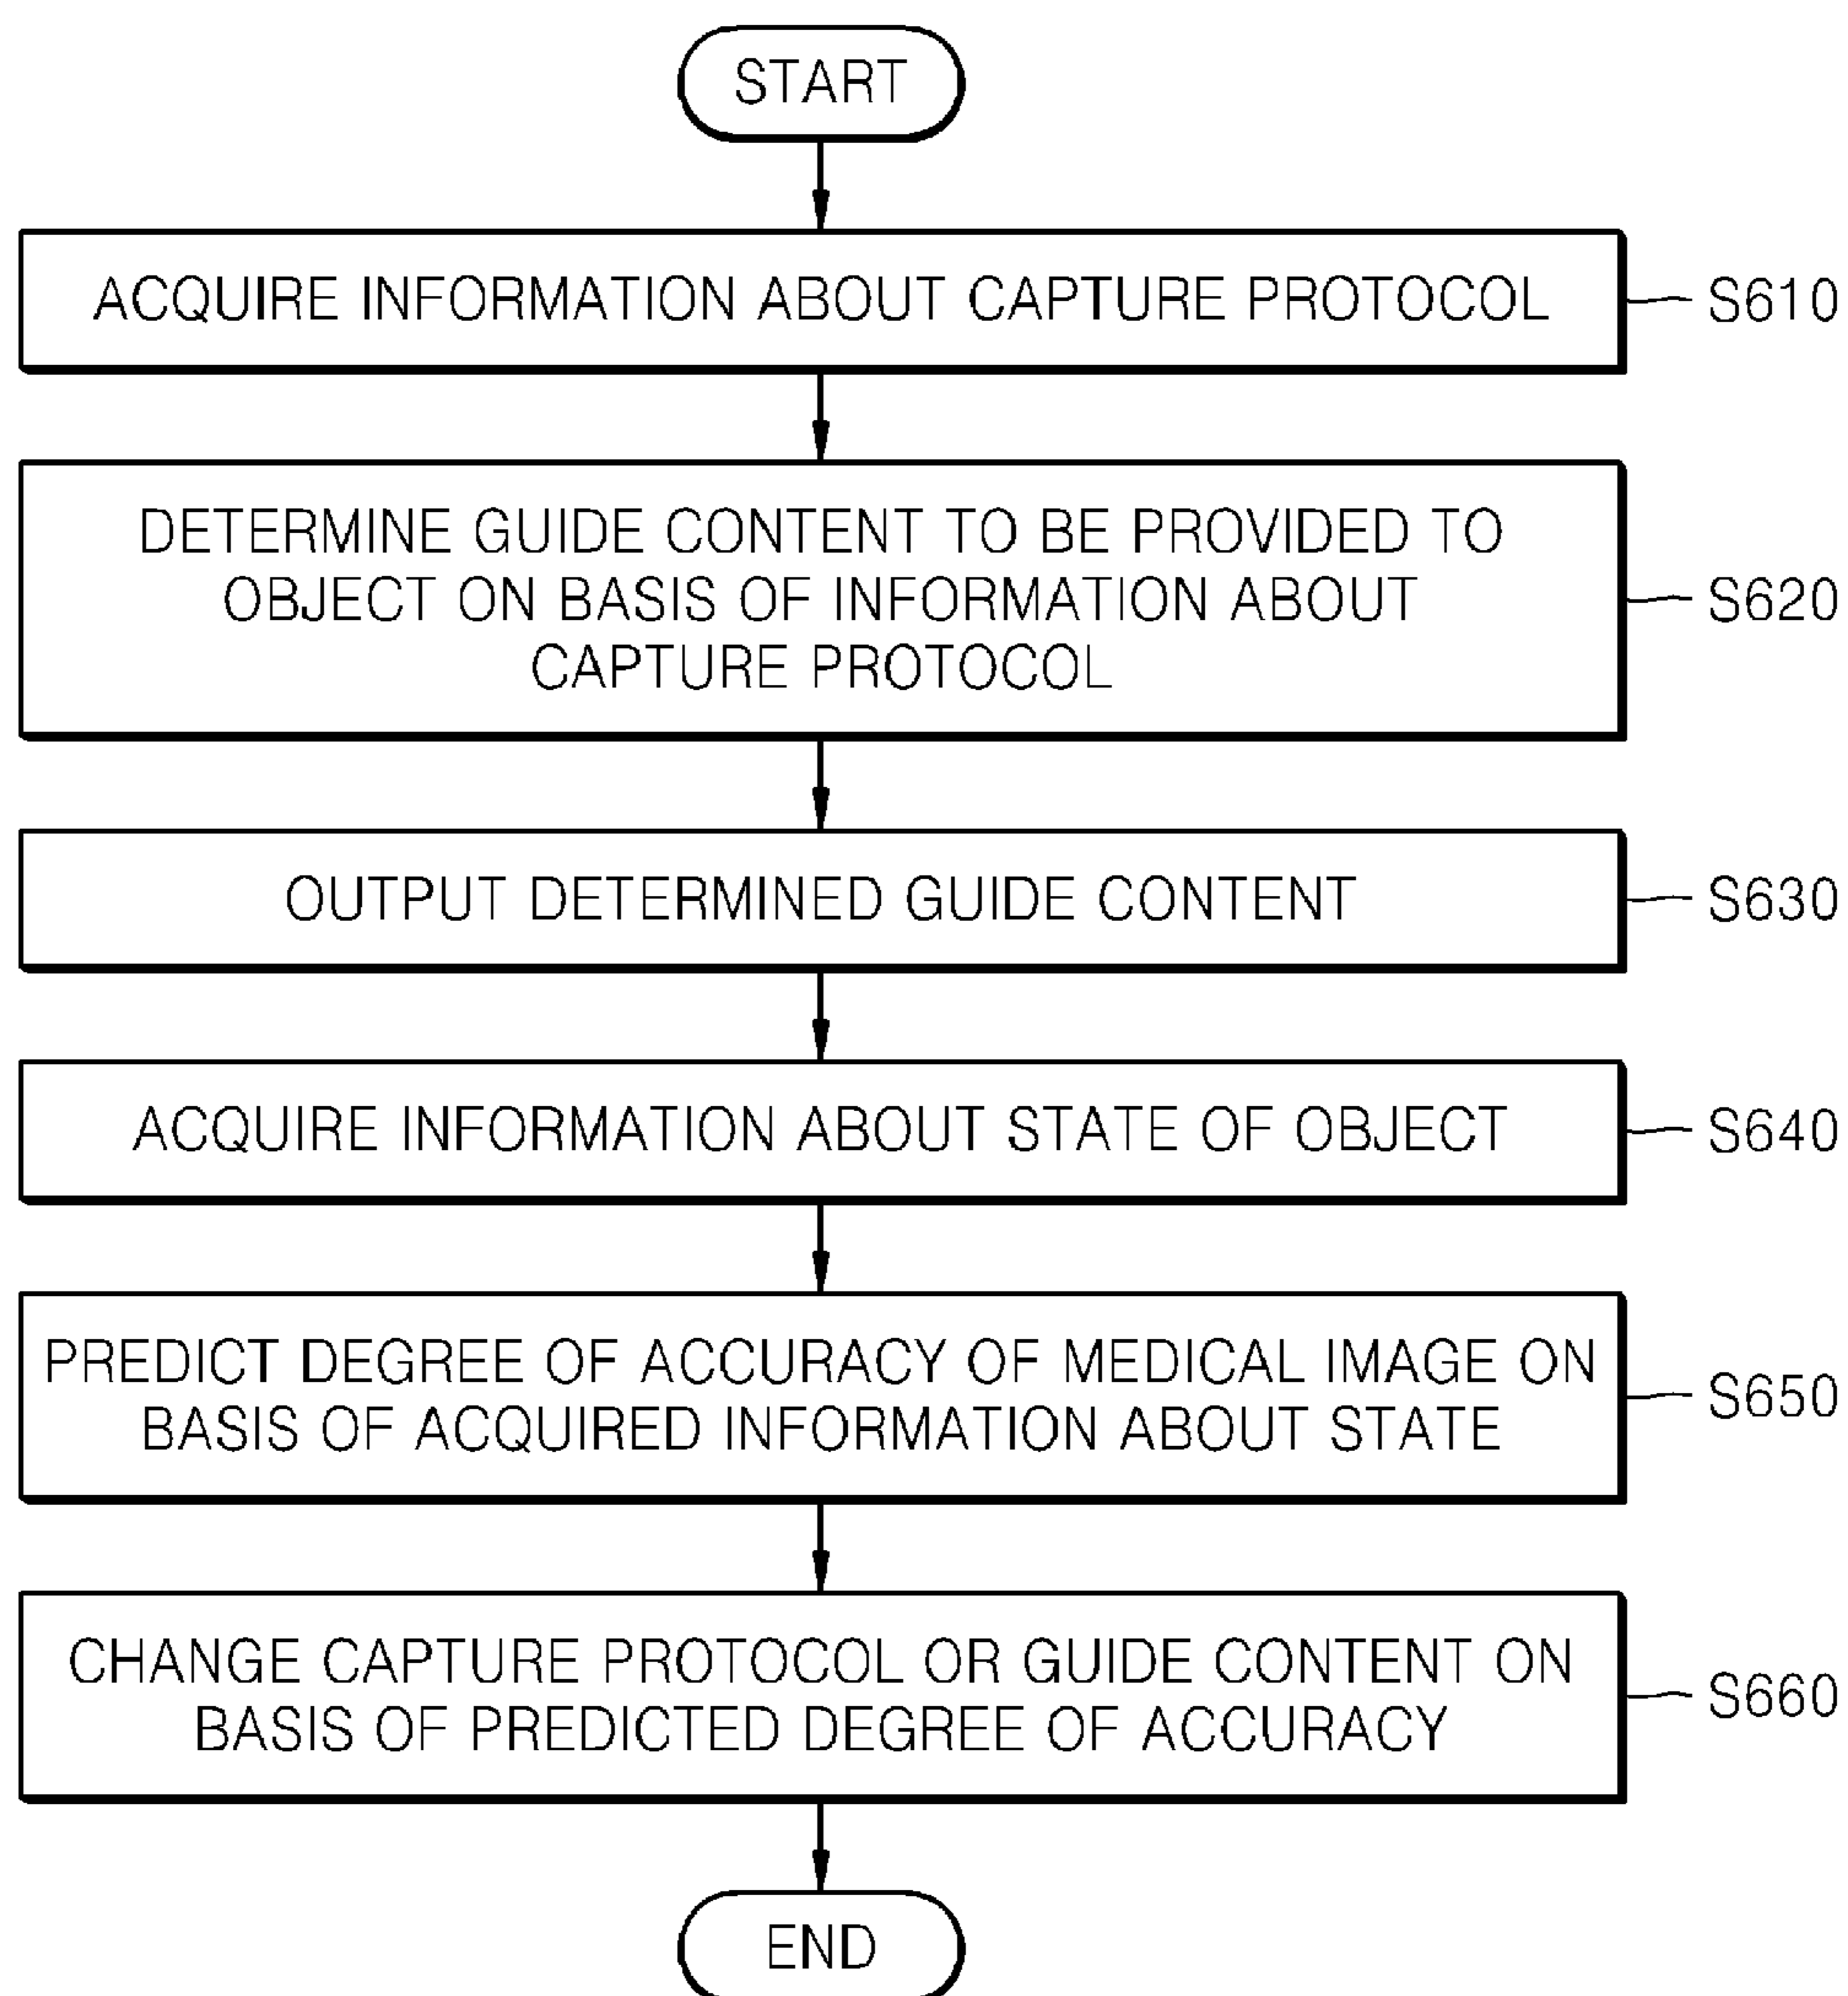 START
ACQUIRE INFORMATION ABOUT CAPTURE PROTOCOL
S610
DETERMINE GUIDE CONTENT TO BE PROVIDED TO
OBJECT ON BASIS OF INFORMATION ABOUT
CAPTURE PROTOCOL
S620
OUTPUT DETERMINED GUIDE CONTENT
S630
ACQUIRE INFORMATION ABOUT STATE OF OBJECT
S640
PREDICT DEGREE OF ACCURACY OF MEDICAL IMAGE ON
BASIS OF ACQUIRED INFORMATION ABOUT STATE
S650
CHANGE CAPTURE PROTOCOL OR GUIDE CONTENT ON
BASIS OF PREDICTED DEGREE OF ACCURACY
S660
END